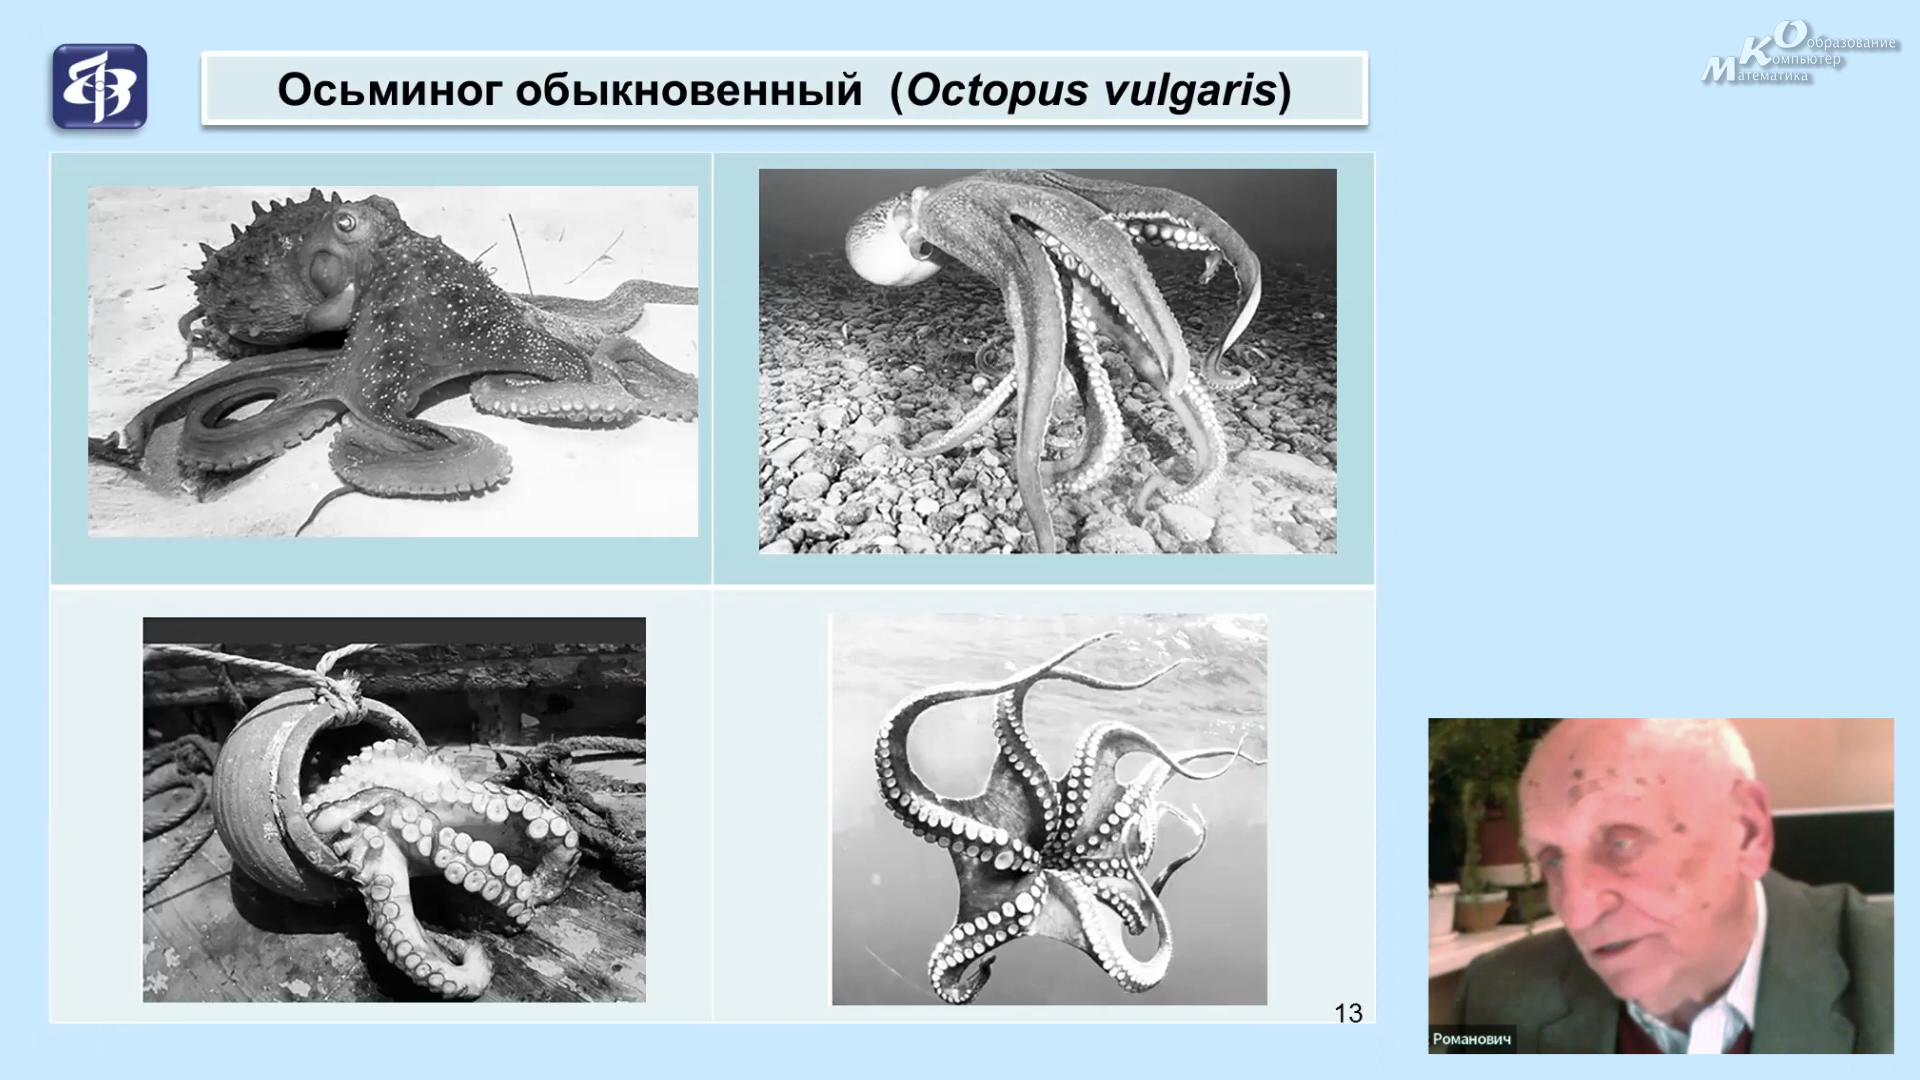 Осьминог обыкновенный (Octopus vulgaris)
Образование
Компьютер
Математика
13
Романович